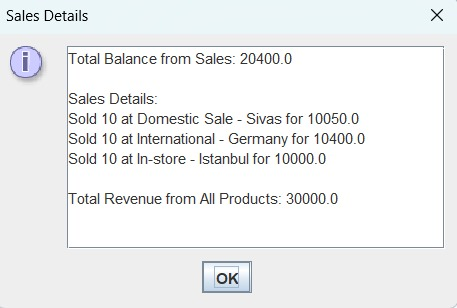 Sales Details
Total Balance from Sales: 20400.0
Sales Details:
Sold 10 at Domestic Sale - Sivas for 10050.0
Sold 10 at International - Germany for 10400.0
Sold 10 at In-store - Istanbul for 10000.0
Total Revenue from All Products: 30000.0
OK